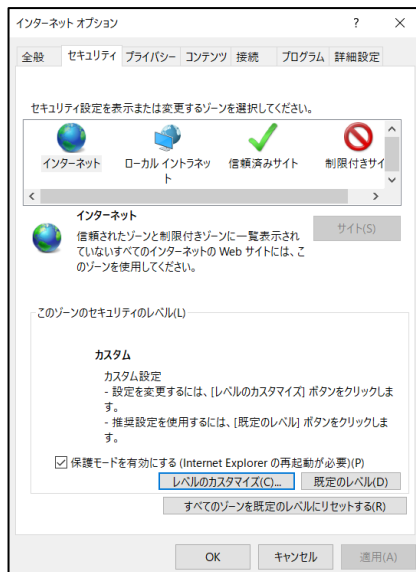 インターネット オプション ? ×
全般 セキュリティ プライバシー コンテンツ 接続 プログラム 詳細設定
セキュリティ設定を表示または変更するゾーンを選択してください。
インターネット ローカル イントラネッ 信頼済みサイト 制限付きサイ
ト
インターネット
サイト(S)
信頼されたゾーンと制限付きゾーンに一覧表示され
ていないすべてのインターネットの Web サイトには、こ
のゾーンを使用してください。
このゾーンのセキュリティのレベル(L)
カスタム
カスタム設定
- 設定を変更するには、[レベルのカスタマイズ] ボタンをクリックしま
す。
- 推奨設定を使用するには、[既定のレベル] ボタンをクリックしま
す。
保護モードを有効にする (Internet Explorer の再起動が必要)(P)
レベルのカスタマイズ(C)... 既定のレベル(D)
すべてのゾーンを既定のレベルにリセットする(R)
OK キャンセル 適用(A)